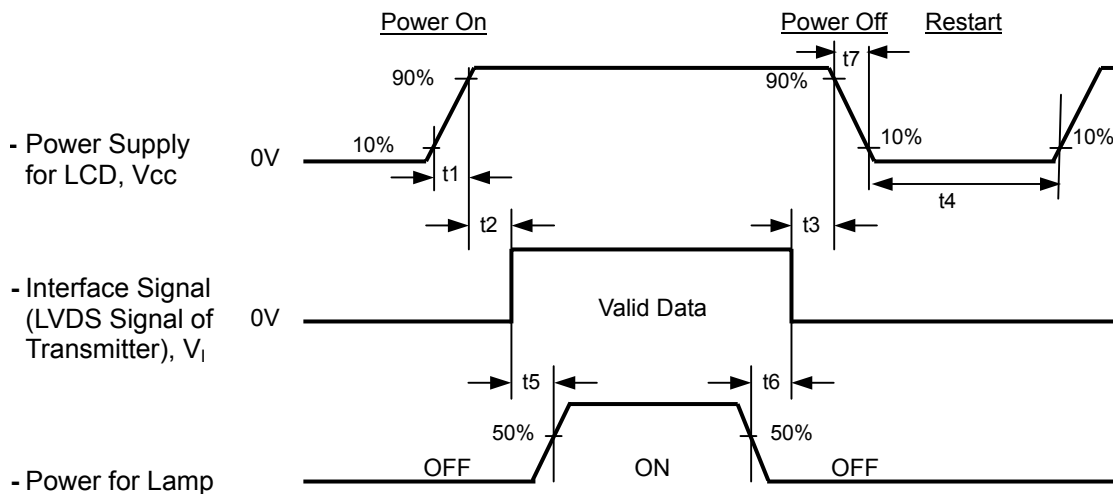 Power On
Power Off
Restart
t7
90%
90%
- Power Supply
for LCD, Vcc
0V
10%
10%
10%
t1
t4
t2
t3
- Interface Signal
(LVDS Signal of
Transmitter), VI
0V
Valid Data
t5
t6
50%
50%
OFF
ON
OFF
- Power for Lamp